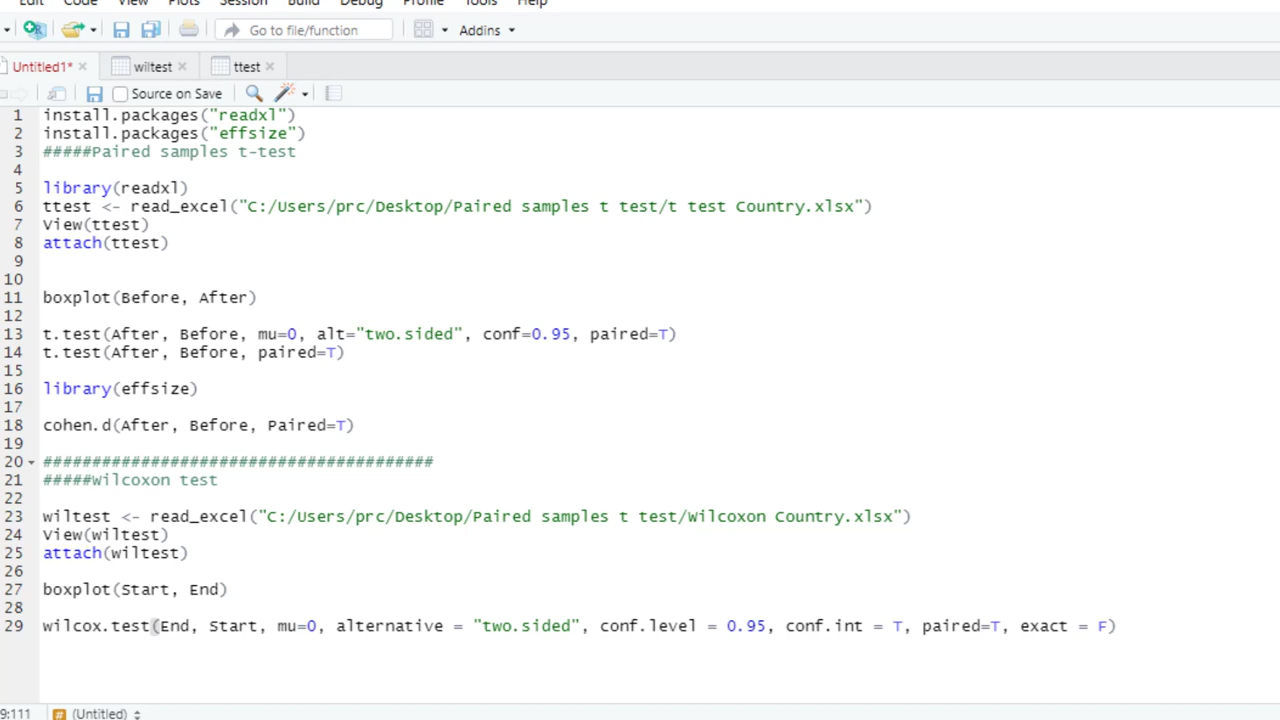 Edit Code View Plots Session Build Debug Profile Tools Help
Go to file/function Addins
Untitled1* wiltest ttest
Source on Save
1 install.packages("readxl")
2 install.packages("effsize")
3 #####Paired samples t-test
4
5 library(readxl)
6 ttest <- read_excel("C:/Users/prc/Desktop/Paired samples t test/t test Country.xlsx")
7 View(ttest)
8 attach(ttest)
9
10
11 boxplot(Before, After)
12
13 t.test(After, Before, mu=0, alt="two.sided", conf=0.95, paired=T)
14 t.test(After, Before, paired=T)
15
16 library(effsize)
17
18 cohen.d(After, Before, Paired=T)
19
20 ########################################
21 #####Wilcoxon test
22
23 wiltest <- read_excel("C:/Users/prc/Desktop/Paired samples t test/Wilcoxon Country.xlsx")
24 View(wiltest)
25 attach(wiltest)
26
27 boxplot(Start, End)
28
29 wilcox.test(End, Start, mu=0, alternative = "two.sided", conf.level = 0.95, conf.int = T, paired=T, exact = F)
9:111 # (Untitled)